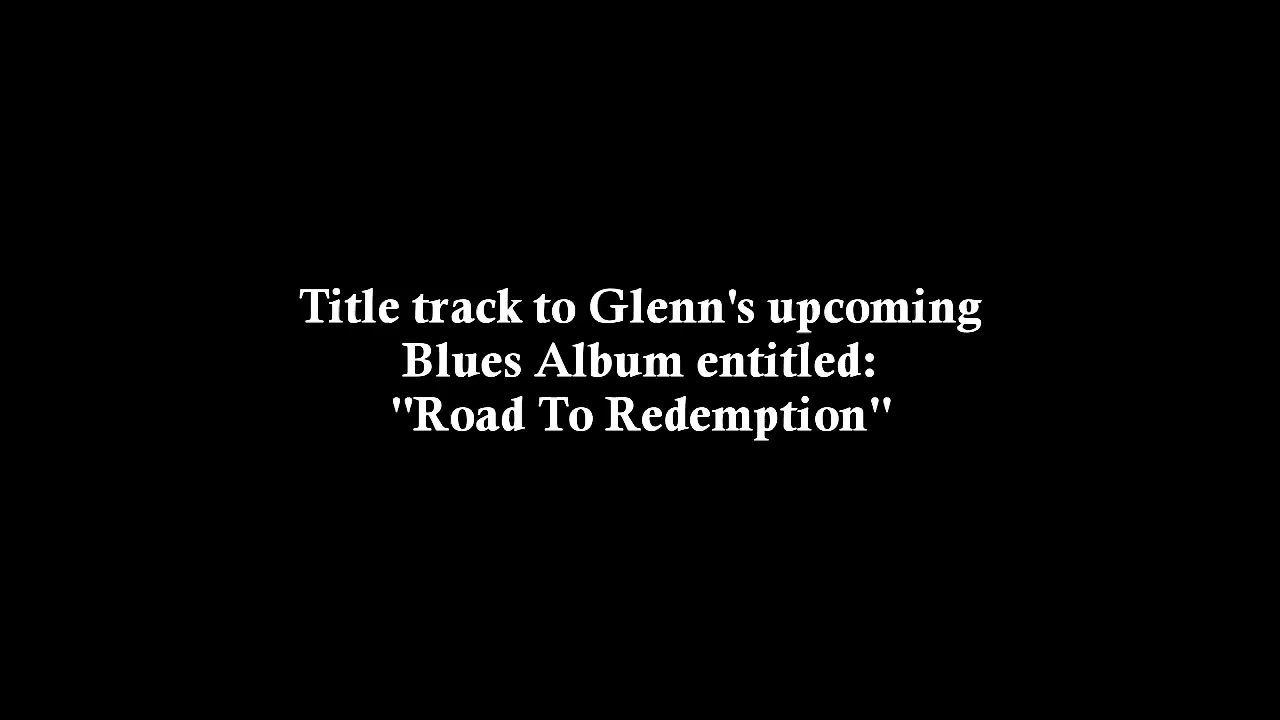 Title track to Glenn's upcoming
Blues Album entitled:
"Road To Redemption"